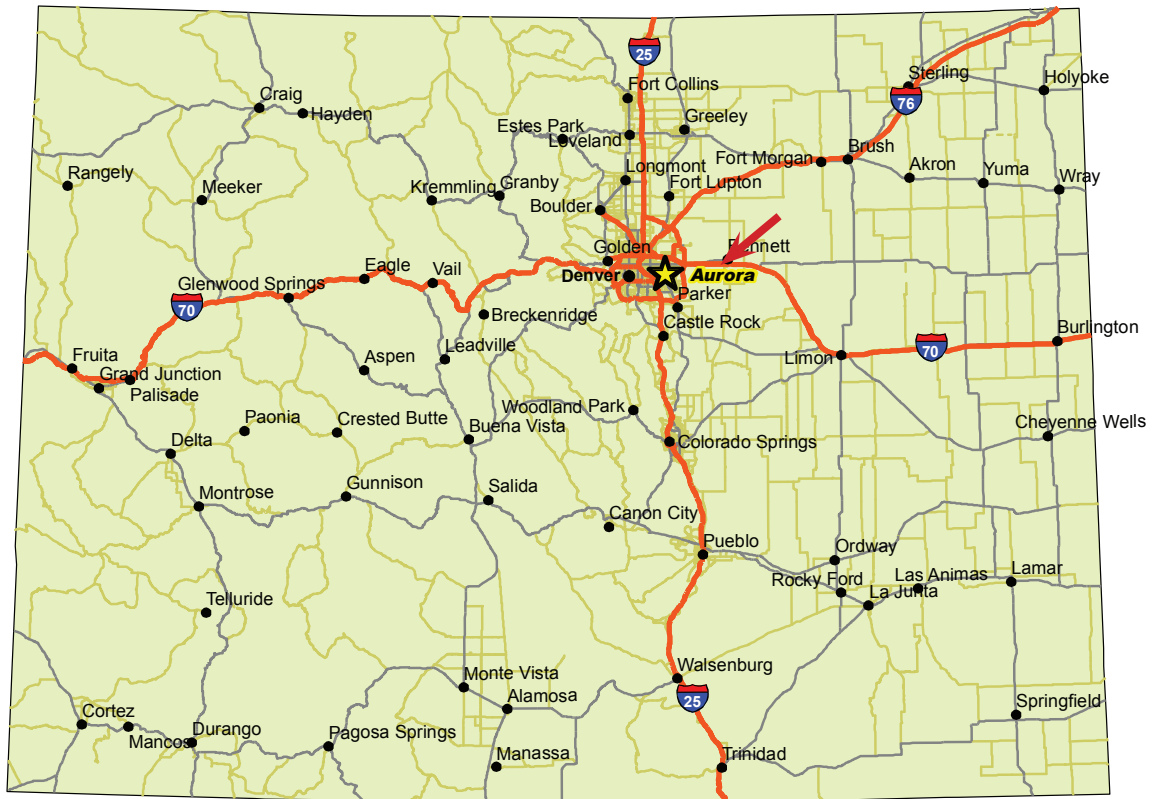 25
Sterling
Holyoke
76
Fort Collins
Craig
Hayden
Greeley
Estes Park
Loveland
Brush
Fort Morgan
Longmont
Akron
Yuma
Wray
Rangely
Meeker
Kremmling
Granby
Fort Lupton
Boulder
Golden
Bennett
Eagle
Vail
Denver
Aurora
Glenwood Springs
70
Parker
Breckenridge
Castle Rock
Burlington
Leadville
Limon
70
Fruita
Grand Junction
Palisade
Aspen
Woodland Park
Paonia
Crested Butte
Buena Vista
Cheyenne Wells
Delta
Colorado Springs
Montrose
Gunnison
Salida
Canon City
Pueblo
Ordway
Rocky Ford
Las Animas
Lamar
La Junta
Telluride
Walsenburg
Monte Vista
Alamosa
25
Springfield
Cortez
Mancos
Durango
Pagosa Springs
Manassa
Trinidad